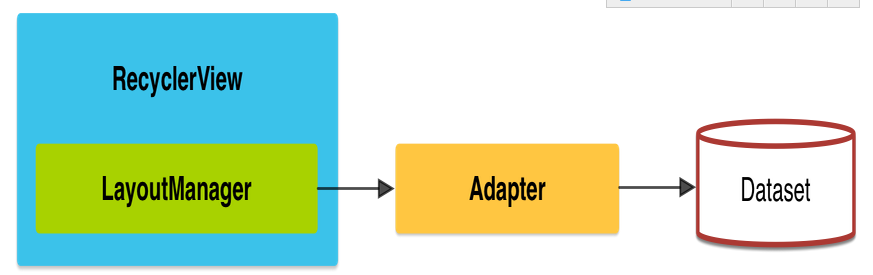 RecyclerView
LayoutManager
Adapter
Dataset